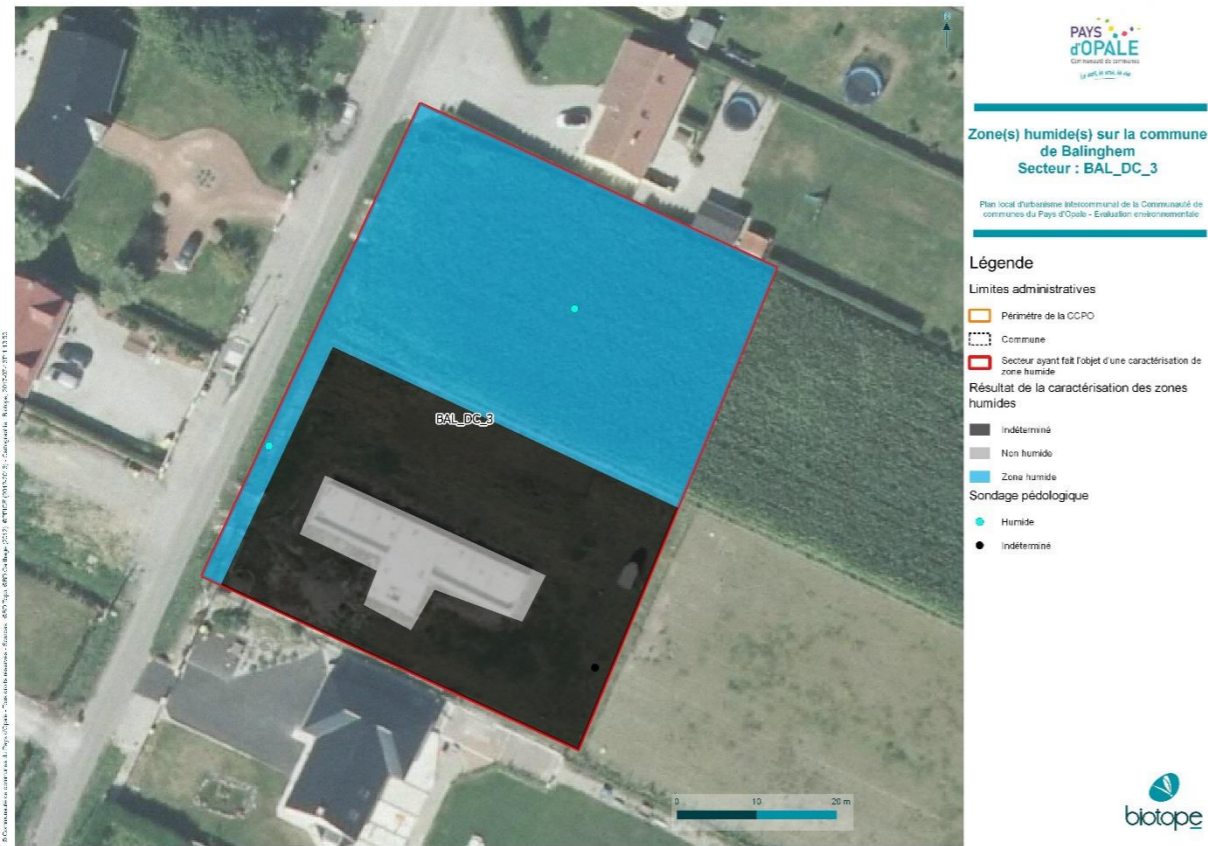 PAYS
d'OPALE
Communauté de communes
Zone(s) humide(s) sur la commune
de Balinghem
Secteur : BAL_DC_3
Plan local d'urbanisme intercommunal de la Communauté de
communes du Pays d'Opale - Evaluation environnementale
Légende
Limites administratives
Périmètre de la CCPO
Commune
Secteur ayant fait l'objet d'une caractérisation de
zone humide
Résultat de la caractérisation des zones
humides
Indéterminé
Non humide
Zone humide
Sondage pédologique
Humide
Indéterminé
BAL_DC_3
0 10 20 m
biotope